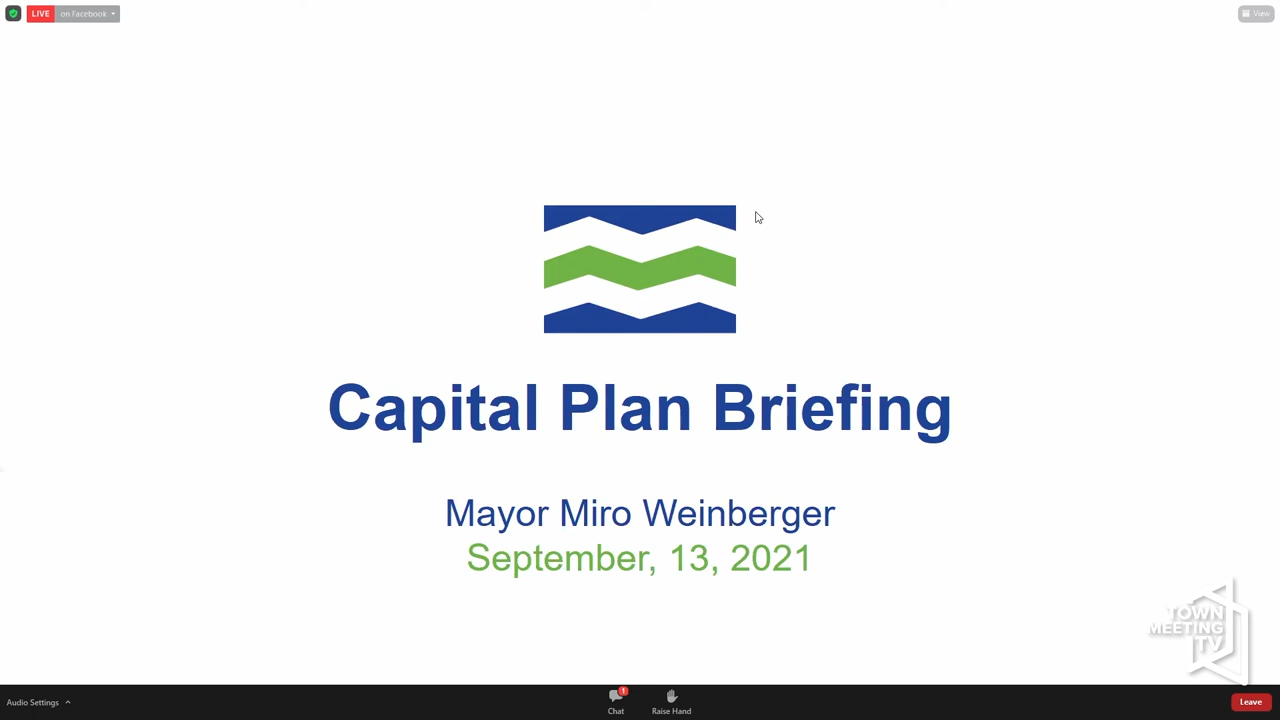 LIVE on Facebook
View
Capital Plan Briefing
Mayor Miro Weinberger
September, 13, 2021
TOWN
MEETING
TV
1
Audio Settings
Chat
Raise Hand
Leave